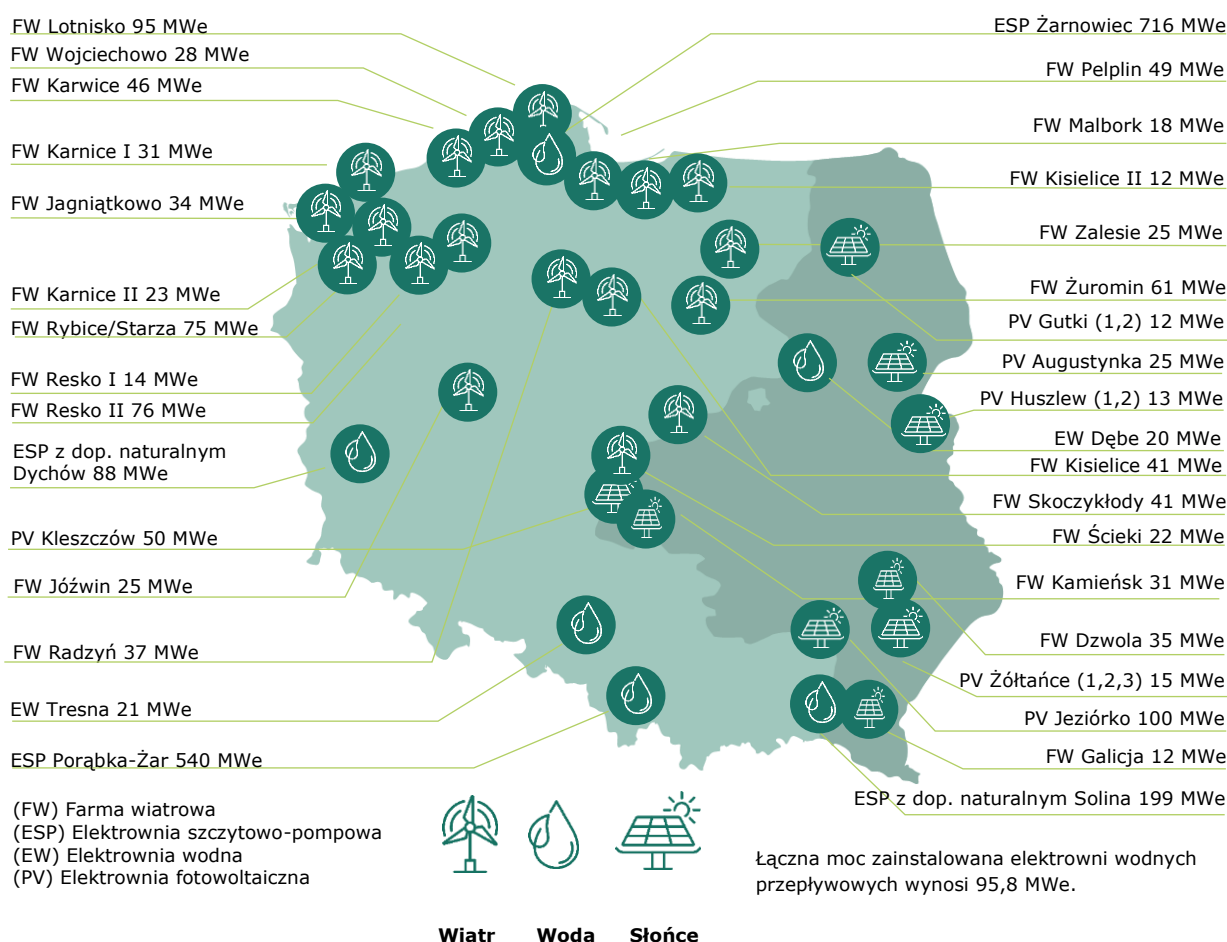 FW Lotnisko 95 MWe
FW Wojciechowo 28 MWe
FW Karwice 46 MWe
FW Karnice I 31 MWe
FW Jagniątkowo 34 MWe
FW Karnice II 23 MWe
FW Rybice/Starza 75 MWe
FW Resko I 14 MWe
FW Resko II 76 MWe
ESP z dop. naturalnym
Dychów 88 MWe
PV Kleszczów 50 MWe
FW Jóźwin 25 MWe
FW Radzyń 37 MWe
EW Tresna 21 MWe
ESP Porąbka-Żar 540 MWe
ESP Żarnowiec 716 MWe
FW Pelplin 49 MWe
FW Malbork 18 MWe
FW Kisielice II 12 MWe
FW Zalesie 25 MWe
FW Żuromin 61 MWe
PV Gutki (1,2) 12 MWe
PV Augustynka 25 MWe
PV Huszlew (1,2) 13 MWe
EW Dębe 20 MWe
FW Kisielice 41 MWe
FW Skoczykłody 41 MWe
FW Ścieki 22 MWe
FW Kamieńsk 31 MWe
FW Dzwola 35 MWe
PV Żółtańce (1,2,3) 15 MWe
PV Jeziórko 100 MWe
FW Galicja 12 MWe
ESP z dop. naturalnym Solina 199 MWe
(FW) Farma wiatrowa
(ESP) Elektrownia szczytowo-pompowa
(EW) Elektrownia wodna
(PV) Elektrownia fotowoltaiczna
Wiatr Woda Słońce
Łączna moc zainstalowana elektrowni wodnych
przepływowych wynosi 95,8 MWe.